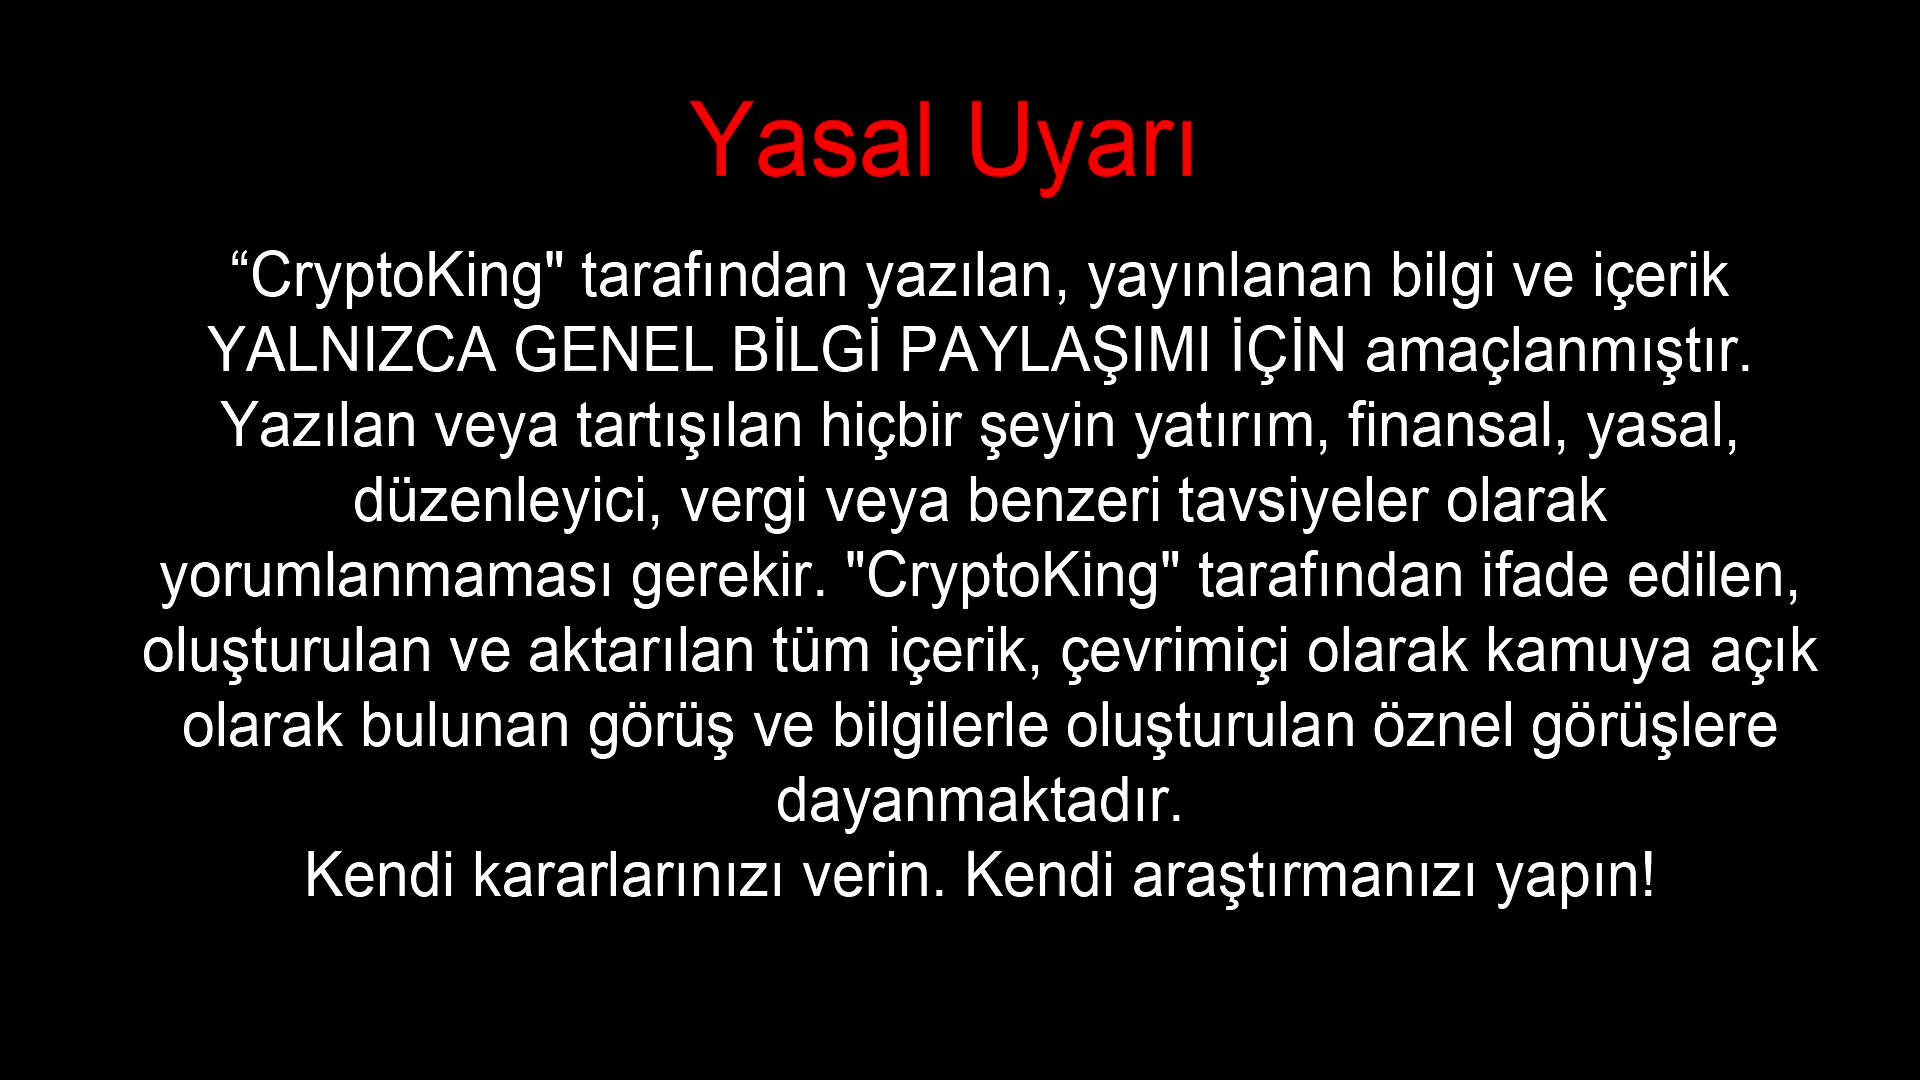 Yasal Uyarı
“CryptoKing" tarafından yazılan, yayınlanan bilgi ve içerik
YALNIZCA GENEL BİLGİ PAYLAŞIMI İÇİN amaçlanmıştır.
Yazılan veya tartışılan hiçbir şeyin yatırım, finansal, yasal,
düzenleyici, vergi veya benzeri tavsiyeler olarak
yorumlanmaması gerekir. "CryptoKing" tarafından ifade edilen,
oluşturulan ve aktarılan tüm içerik, çevrimiçi olarak kamuya açık
olarak bulunan görüş ve bilgilerle oluşturulan öznel görüşlere
dayanmaktadır.
Kendi kararlarınızı verin. Kendi araştırmanızı yapın!